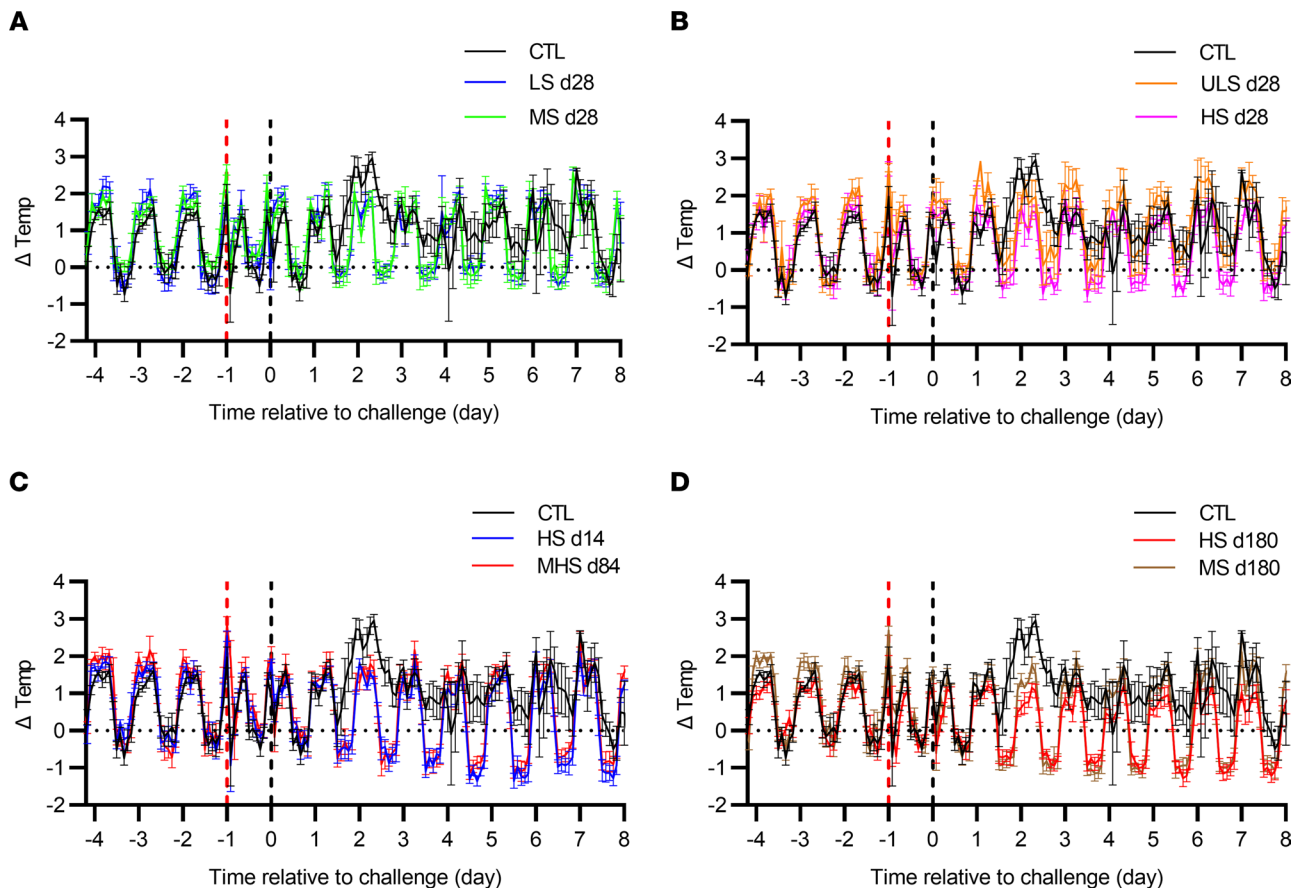 A
CTL
LS d28
MS d28
4
3
2
1
0
-1
-2
Δ Temp
-4 -3 -2 -1 0 1 2 3 4 5 6 7 8
Time relative to challenge (day)
B
CTL
ULS d28
HS d28
4
3
2
1
0
-1
-2
Δ Temp
-4 -3 -2 -1 0 1 2 3 4 5 6 7 8
Time relative to challenge (day)
C
CTL
HS d14
MHS d84
4
3
2
1
0
-1
-2
Δ Temp
-4 -3 -2 -1 0 1 2 3 4 5 6 7 8
Time relative to challenge (day)
D
CTL
HS d180
MS d180
4
3
2
1
0
-1
-2
Δ Temp
-4 -3 -2 -1 0 1 2 3 4 5 6 7 8
Time relative to challenge (day)